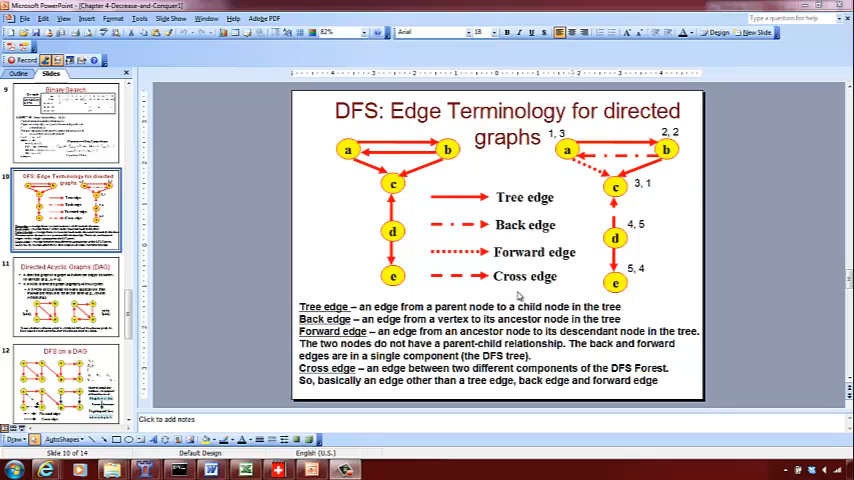 Microsoft PowerPoint - [Chapter 4-Decrease-and-Conquer1]
File Edit View Insert Format Tools Slide Show Window Help Adobe PDF
Type a question for help
82%
Arial
18
Design
New Slide
Record
Outline
Slides
9
Binary Search
10
DFS: Edge Terminology for directed
graphs
11
Directed Acyclic Graphs (DAG)
12
DFS on a DAG
DFS: Edge Terminology for directed
graphs
1, 3
2, 2
a
b
a
b
c
c
3, 1
Tree edge
d
Back edge
d
4, 5
Forward edge
e
Cross edge
e
5, 4
Tree edge – an edge from a parent node to a child node in the tree
Back edge – an edge from a vertex to its ancestor node in the tree
Forward edge – an edge from an ancestor node to its descendant node in the tree.
The two nodes do not have a parent-child relationship. The back and forward
edges are in a single component (the DFS tree).
Cross edge – an edge between two different components of the DFS Forest.
So, basically an edge other than a tree edge, back edge and forward edge
Click to add notes
Draw
AutoShapes
Slide 10 of 14
Default Design
English (U.S.)